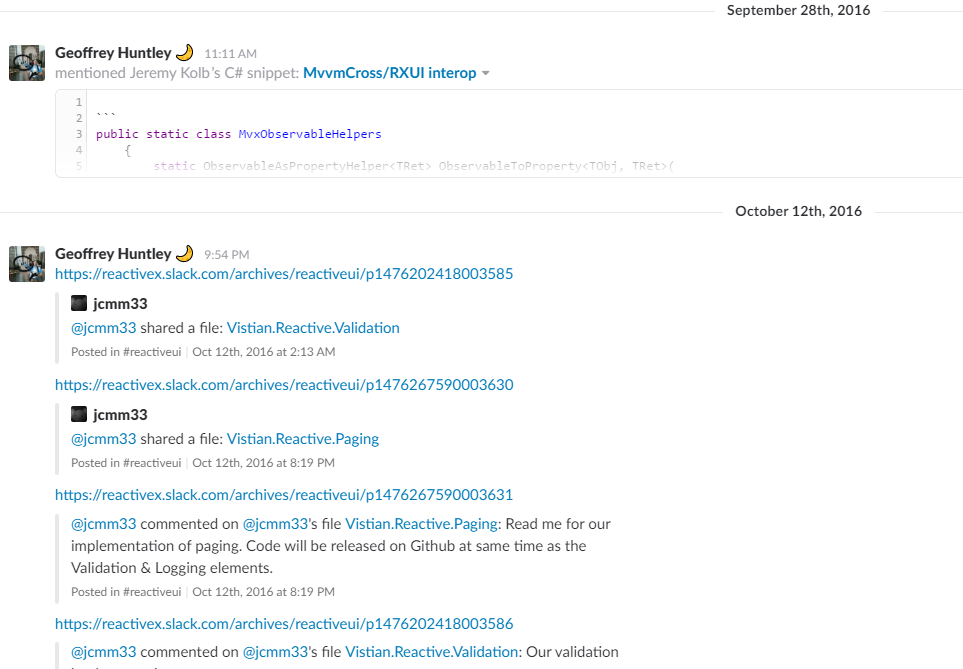 September 28th, 2016
Geoffrey Huntley 11:11 AM
mentioned Jeremy Kolb's C# snippet: MvvmCross/RXUI interop
1
2 ```
3 public static class MvxObservableHelpers
4 {
5 static ObservableAsPropertyHelper<TRet> ObservableToProperty<TObj, TRet>(
October 12th, 2016
Geoffrey Huntley 9:54 PM
https://reactivex.slack.com/archives/reactiveui/p1476202418003585
jcmm33
@jcmm33 shared a file: Vistian.Reactive.Validation
Posted in #reactiveui | Oct 12th, 2016 at 2:13 AM
https://reactivex.slack.com/archives/reactiveui/p1476267590003630
jcmm33
@jcmm33 shared a file: Vistian.Reactive.Paging
Posted in #reactiveui | Oct 12th, 2016 at 8:19 PM
https://reactivex.slack.com/archives/reactiveui/p1476267590003631
@jcmm33 commented on @jcmm33's file Vistian.Reactive.Paging: Read me for our
implementation of paging. Code will be released on Github at same time as the
Validation & Logging elements.
Posted in #reactiveui | Oct 12th, 2016 at 8:19 PM
https://reactivex.slack.com/archives/reactiveui/p1476202418003586
@jcmm33 commented on @jcmm33's file Vistian.Reactive.Validation: Our validation